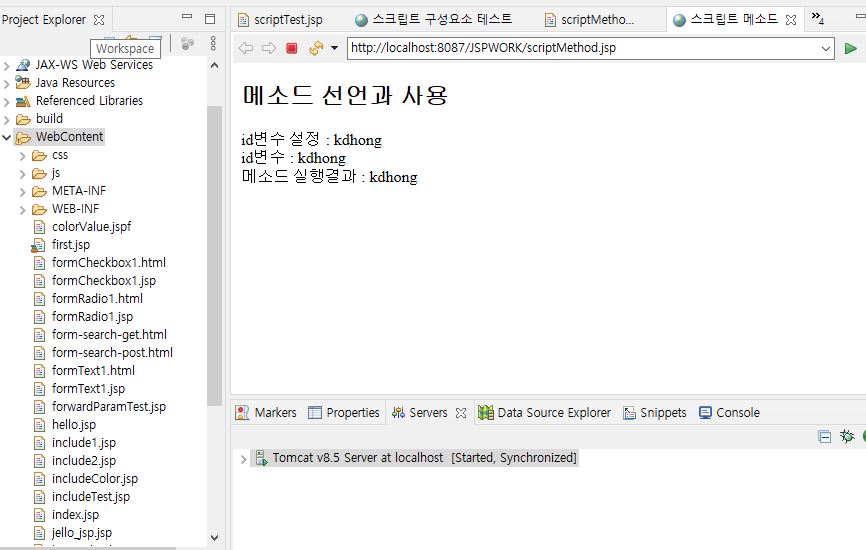 Project Explorer
Workspace
JAX-WS Web Services
Java Resources
Referenced Libraries
build
WebContent
css
js
META-INF
WEB-INF
colorValue.jspf
first.jsp
formCheckbox1.html
formCheckbox1.jsp
formRadio1.html
formRadio1.jsp
form-search-get.html
form-search-post.html
formText1.html
formText1.jsp
forwardParamTest.jsp
hello.jsp
include1.jsp
include2.jsp
includeColor.jsp
includeTest.jsp
index.jsp
jello_jsp.jsp
scriptTest.jsp 스크립트 구성요소 테스트 scriptMetho... 스크립트 메소드 »4
http://localhost:8087/JSPWORK/scriptMethod.jsp
메소드 선언과 사용
id변수 설정 : kdhong
id변수 : kdhong
메소드 실행결과 : kdhong
Markers Properties Servers Data Source Explorer Snippets Console
Tomcat v8.5 Server at localhost [Started, Synchronized]